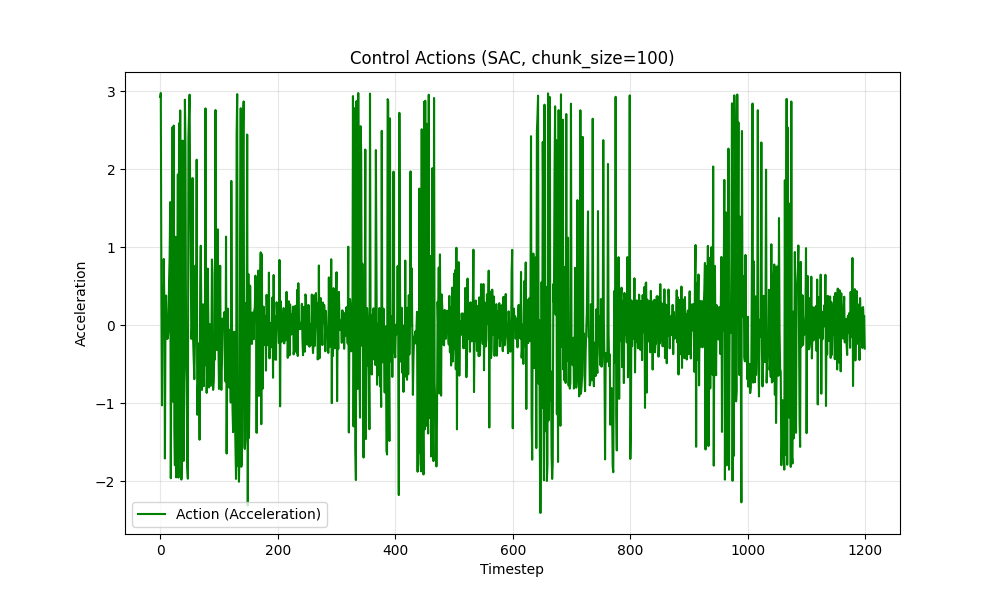 Control Actions (SAC, chunk_size=100)
3
2
1
0
−1
−2
Acceleration
Action (Acceleration)
0 200 400 600 800 1000 1200
Timestep